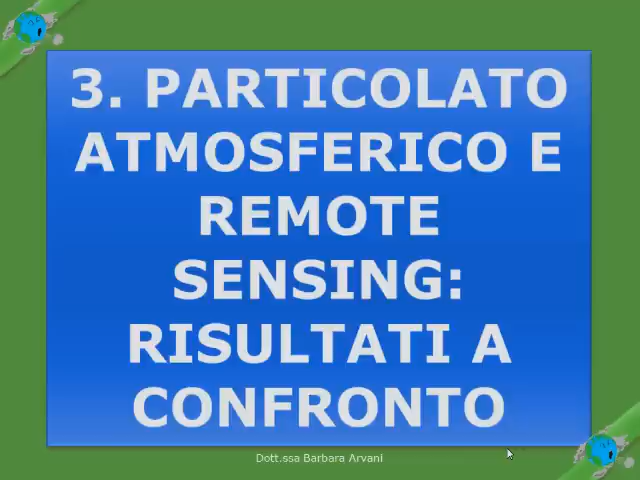 3. PARTICOLATO
ATMOSFERICO E
REMOTE
SENSING:
RISULTATI A
CONFRONTO
Dott.ssa Barbara Arvani